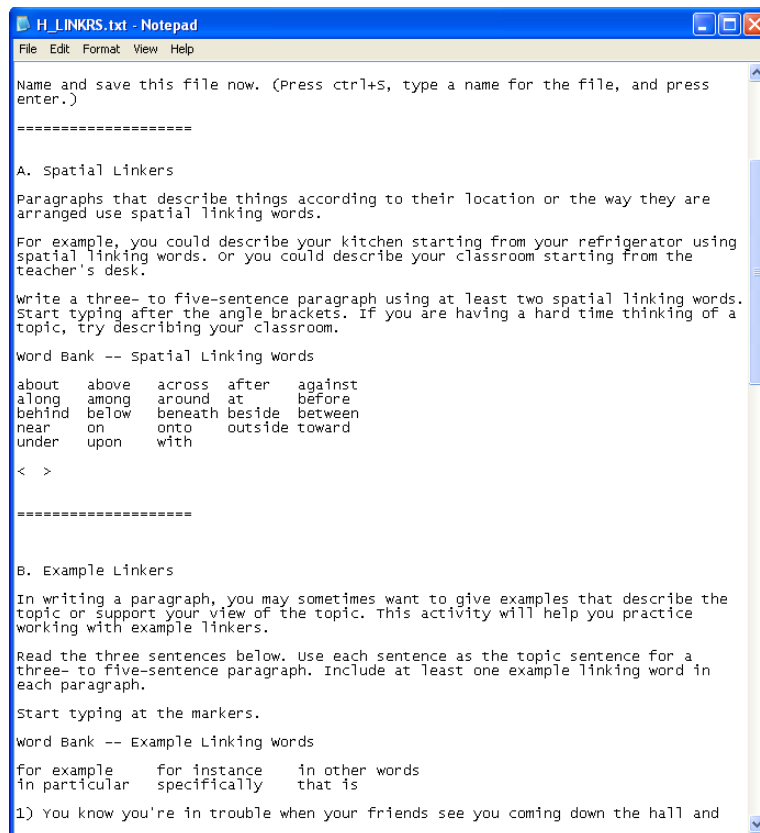 H_LINKRS.txt - Notepad
File Edit Format View Help
Name and save this file now. (Press ctrl+S, type a name for the file, and press
enter.)
====================
A. Spatial Linkers
Paragraphs that describe things according to their location or the way they are
arranged use spatial linking words.
For example, you could describe your kitchen starting from your refrigerator using
spatial linking words. Or you could describe your classroom starting from the
teacher's desk.
Write a three- to five-sentence paragraph using at least two spatial linking words.
Start typing after the angle brackets. If you are having a hard time thinking of a
topic, try describing your classroom.
Word Bank -- Spatial Linking Words
about above across after against
along among around at before
behind below beneath beside between
near on onto outside toward
under upon with
< >
====================
B. Example Linkers
In writing a paragraph, you may sometimes want to give examples that describe the
topic or support your view of the topic. This activity will help you practice
working with example linkers.
Read the three sentences below. Use each sentence as the topic sentence for a
three- to five-sentence paragraph. Include at least one example linking word in
each paragraph.
Start typing at the markers.
Word Bank -- Example Linking Words
for example for instance in other words
in particular specifically that is
1) You know you're in trouble when your friends see you coming down the hall and